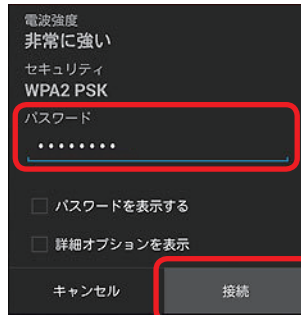 電波強度
非常に強い
セキュリティ
WPA2 PSK
パスワード
••••••••
パスワードを表示する
詳細オプションを表示
キャンセル
接続